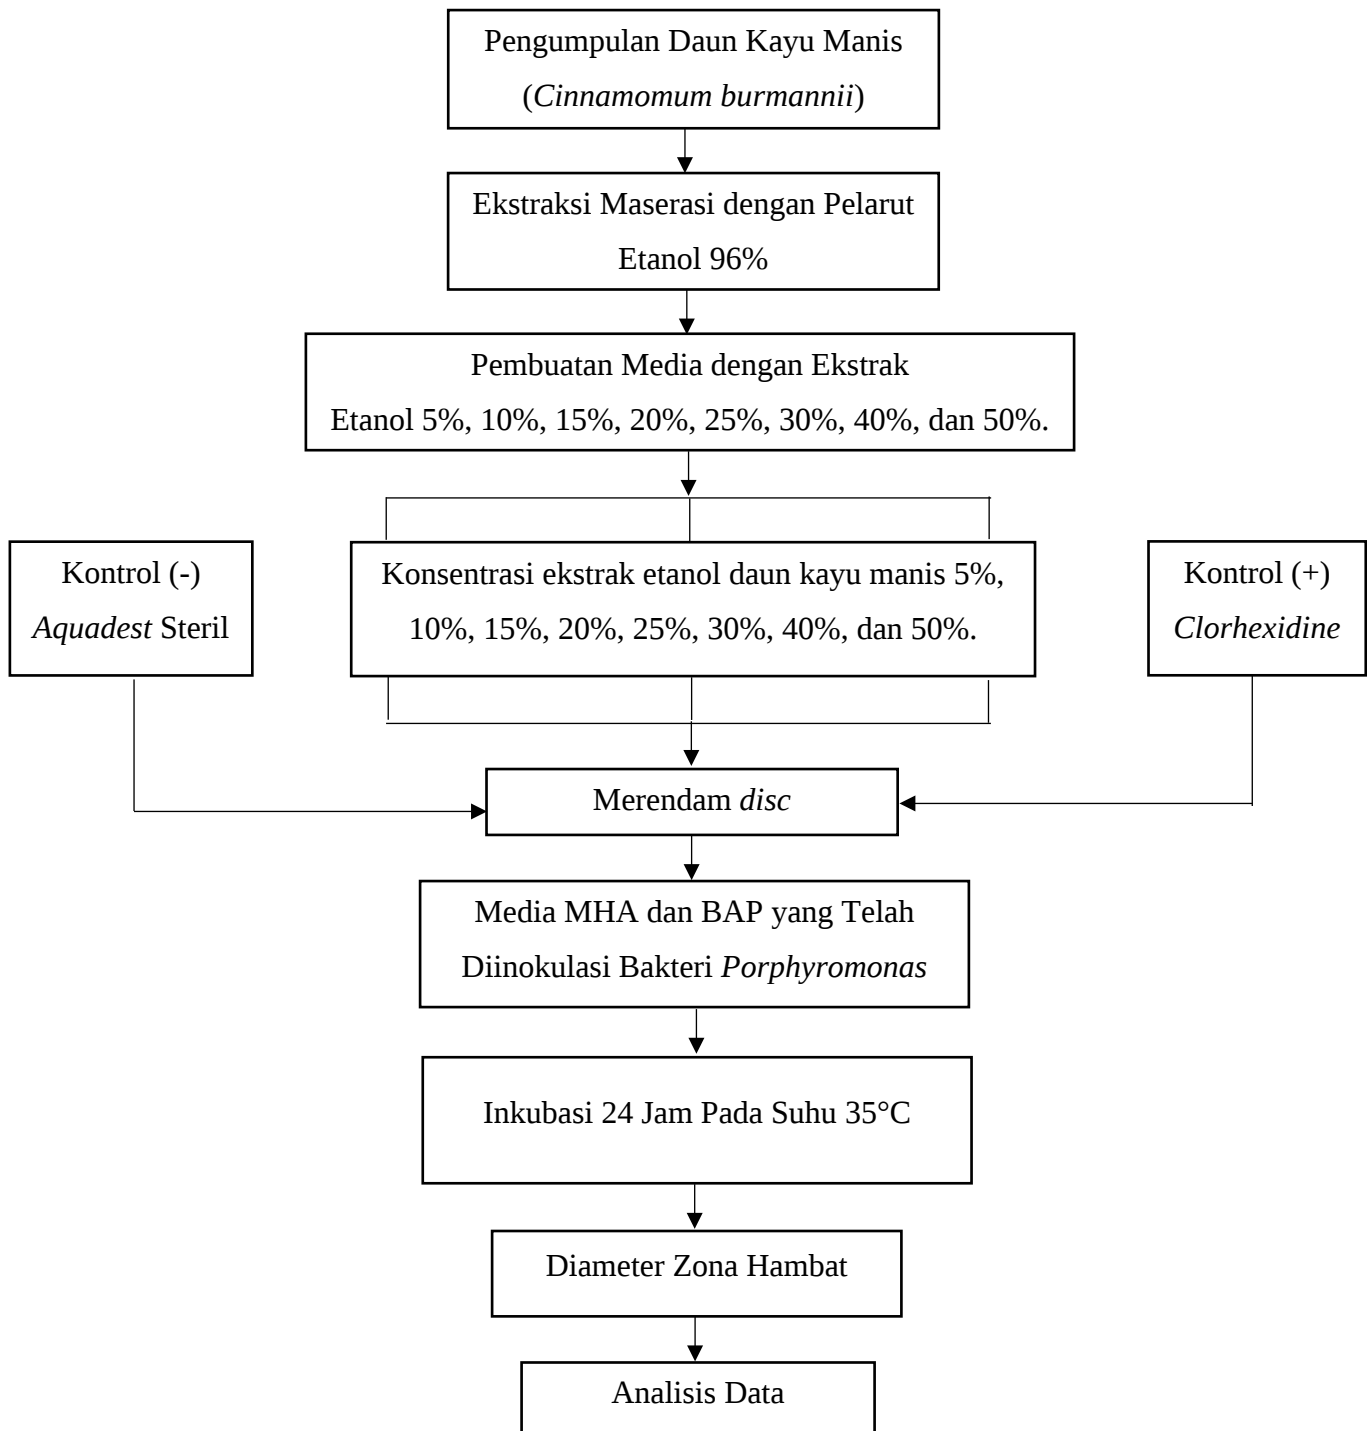 Pengumpulan Daun Kayu Manis
(Cinnamomum burmannii)
Ekstraksi Maserasi dengan Pelarut
Etanol 96%
Pembuatan Media dengan Ekstrak
Etanol 5%, 10%, 15%, 20%, 25%, 30%, 40%, dan 50%.
Kontrol (-)
Aquadest Steril
Konsentrasi ekstrak etanol daun kayu manis 5%,
10%, 15%, 20%, 25%, 30%, 40%, dan 50%.
Kontrol (+)
Clorhexidine
Merendam disc
Media MHA dan BAP yang Telah
Diinokulasi Bakteri Porphyromonas
Inkubasi 24 Jam Pada Suhu 35°C
Diameter Zona Hambat
Analisis Data